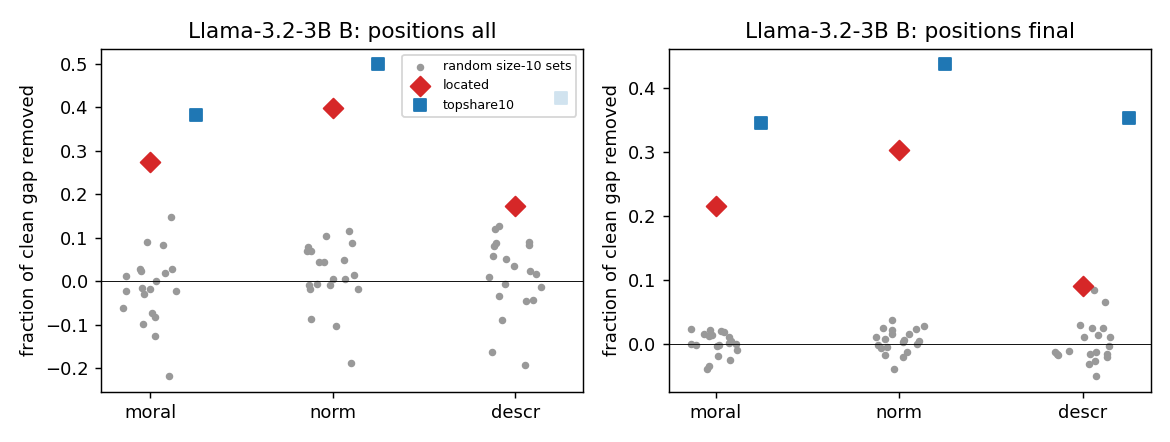 Llama-3.2-3B B: positions all
fraction of clean gap removed
0.5
0.4
0.3
0.2
0.1
0.0
−0.1
−0.2
random size-10 sets
located
topshare10
moral norm descr
Llama-3.2-3B B: positions final
fraction of clean gap removed
0.4
0.3
0.2
0.1
0.0
moral norm descr